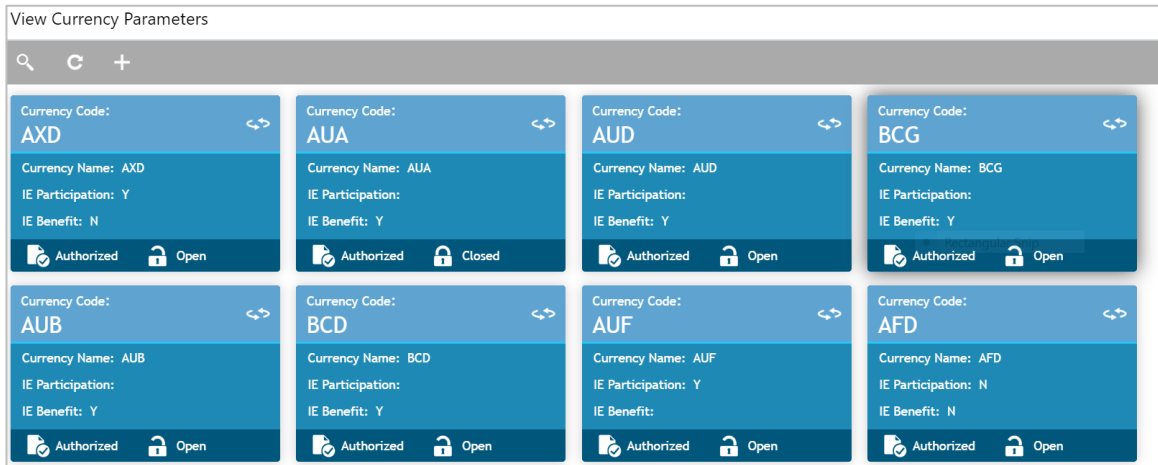 View Currency Parameters
Currency Code:
AXD
Currency Name: AXD
IE Participation: Y
IE Benefit: N
Authorized Open
Currency Code:
AUA
Currency Name: AUA
IE Participation:
IE Benefit: Y
Authorized Closed
Currency Code:
AUD
Currency Name: AUD
IE Participation:
IE Benefit: Y
Authorized Open
Currency Code:
BCG
Currency Name: BCG
IE Participation:
IE Benefit: Y
Rectangular Snip
Authorized Open
Currency Code:
AUB
Currency Name: AUB
IE Participation:
IE Benefit: Y
Authorized Open
Currency Code:
BCD
Currency Name: BCD
IE Participation:
IE Benefit: Y
Authorized Open
Currency Code:
AUF
Currency Name: AUF
IE Participation: Y
IE Benefit:
Authorized Open
Currency Code:
AFD
Currency Name: AFD
IE Participation: N
IE Benefit: N
Authorized Open